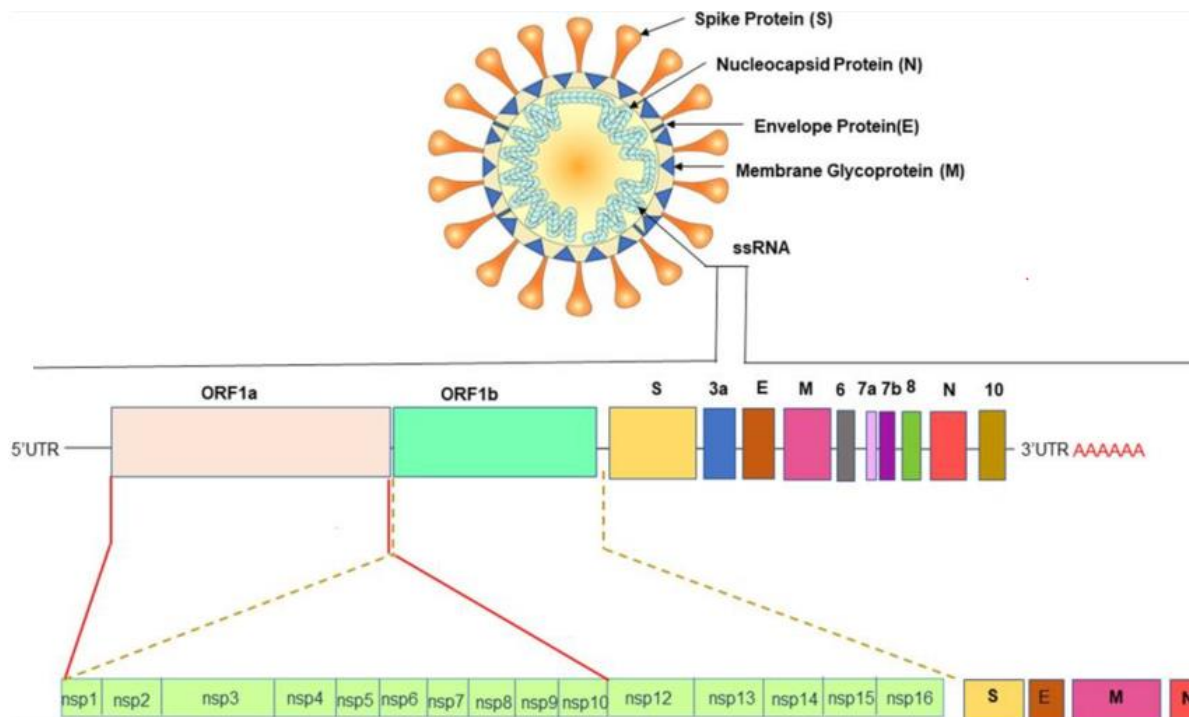 Spike Protein (S)
Nucleocapsid Protein (N)
Envelope Protein(E)
Membrane Glycoprotein (M)
ssRNA
ORF1a ORF1b S 3a E M 6 7a 7b 8 N 10
5'UTR 3'UTR AAAAAA
nsp1 nsp2 nsp3 nsp4 nsp5 nsp6 nsp7 nsp8 nsp9 nsp10 nsp12 nsp13 nsp14 nsp15 nsp16 S E M N